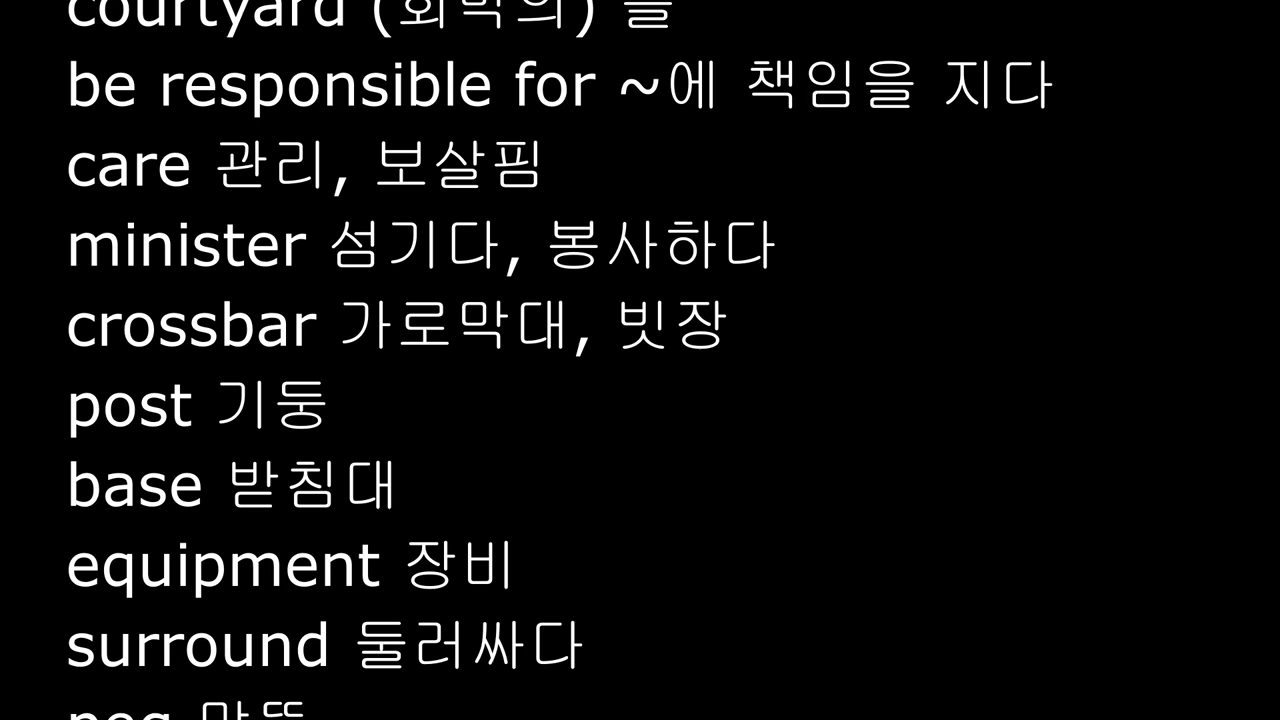 courtyard (회막의) 뜰
be responsible for ~에 책임을 지다
care 관리, 보살핌
minister 섬기다, 봉사하다
crossbar 가로막대, 빗장
post 기둥
base 받침대
equipment 장비
surround 둘러싸다
peg 말뚝